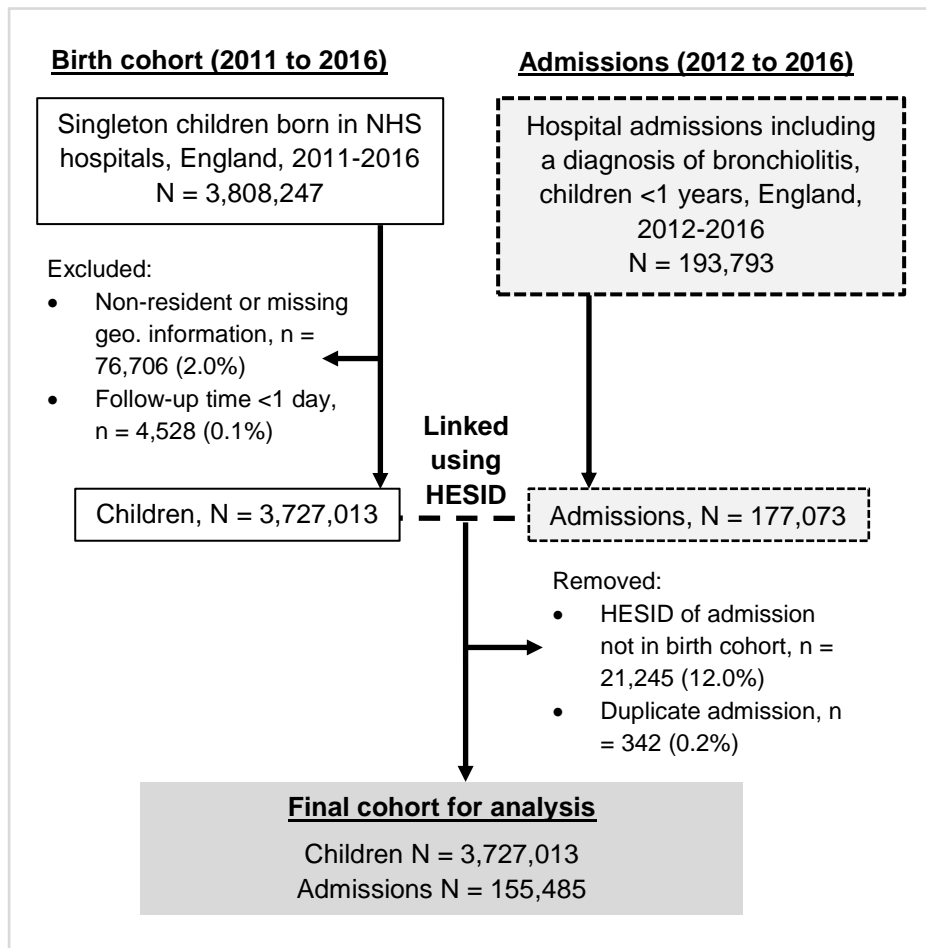 Birth cohort (2011 to 2016)
Singleton children born in NHS
hospitals, England, 2011-2016
N = 3,808,247
Admissions (2012 to 2016)
Hospital admissions including
a diagnosis of bronchiolitis,
children <1 years, England,
2012-2016
N = 193,793
Excluded:
• Non-resident or missing
geo. information, n =
76,706 (2.0%)
• Follow-up time <1 day,
n = 4,528 (0.1%)
Linked
using
HESID
Children, N = 3,727,013
Admissions, N = 177,073
Removed:
• HESID of admission
not in birth cohort, n =
21,245 (12.0%)
• Duplicate admission, n
= 342 (0.2%)
Final cohort for analysis
Children N = 3,727,013
Admissions N = 155,485